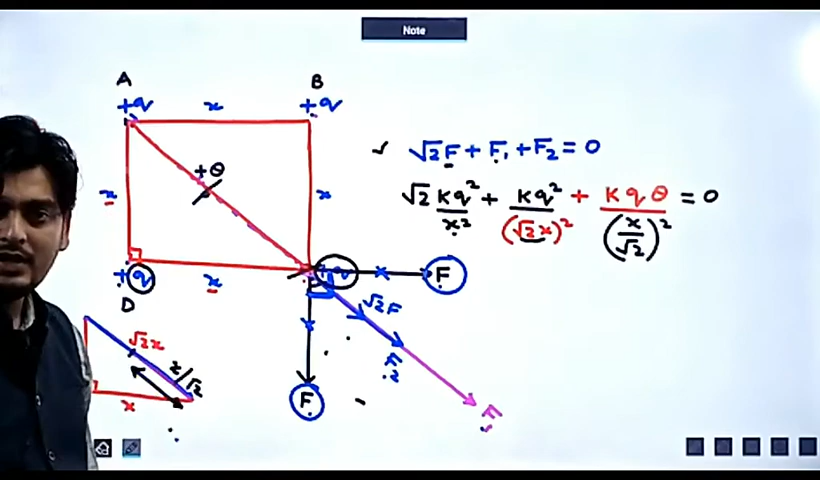 Note
A
B
+q
x
+q
+θ
x
x
√2F + F₁ + F₂ = 0
√2 Kq²/x² + Kq²/(√2x)² + Kqθ/(x/√2)² = 0
+q
x
+q
x
F
D
√2F
√2x
x/√2
x
F₂
F
F₁